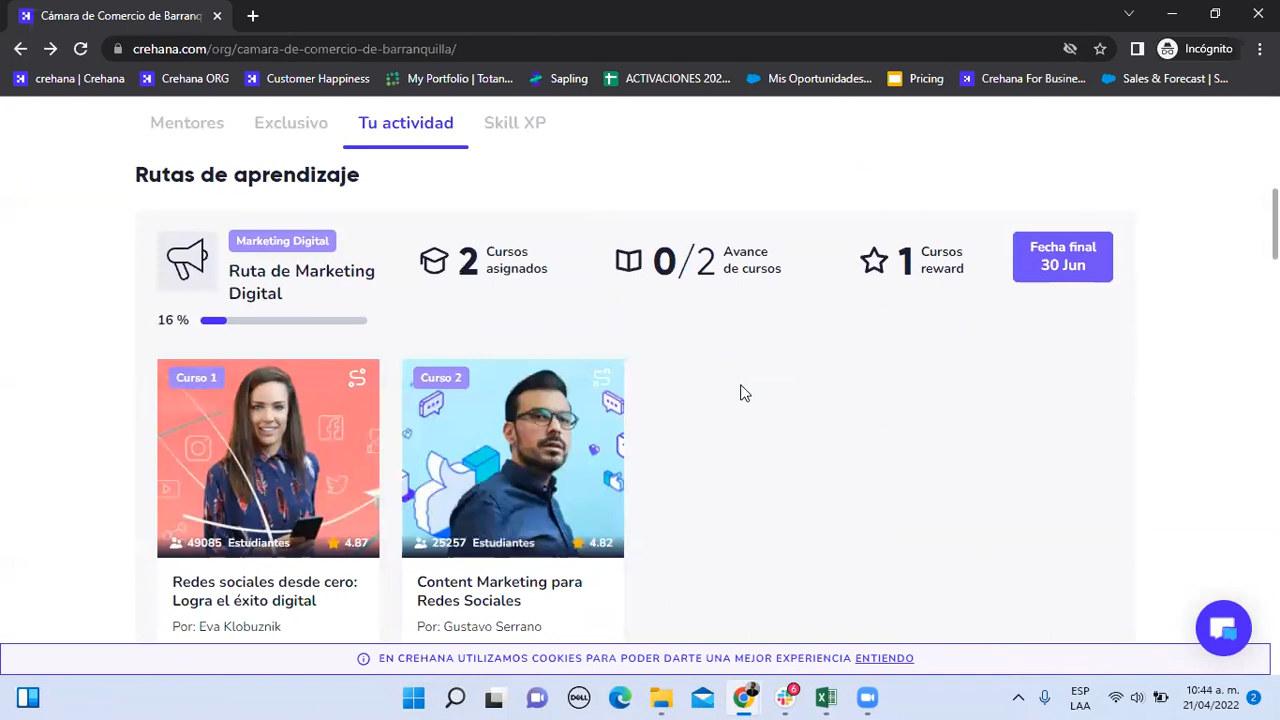 Cámara de Comercio de Barranq
crehana.com/org/camara-de-comercio-de-barranquilla/
Incógnito
crehana | Crehana
Crehana ORG
Customer Happiness
My Portfolio | Totan...
Sapling
ACTIVACIONES 202...
Mis Oportunidades...
Pricing
Crehana For Busine...
Sales & Forecast | S...
Mentores
Exclusivo
Tu actividad
Skill XP
Rutas de aprendizaje
Marketing Digital
Ruta de Marketing
Digital
16 %
2 Cursos
asignados
0/2 Avance
de cursos
1 Cursos
reward
Fecha final
30 Jun
Curso 1
49085 Estudiantes
4.87
Redes sociales desde cero:
Logra el éxito digital
Por: Eva Klobuznik
Curso 2
25257 Estudiantes
4.82
Content Marketing para
Redes Sociales
Por: Gustavo Serrano
EN CREHANA UTILIZAMOS COOKIES PARA PODER DARTE UNA MEJOR EXPERIENCIA ENTIENDO
DELL
6
ESP
LAA
10:44 a. m.
21/04/2022
2